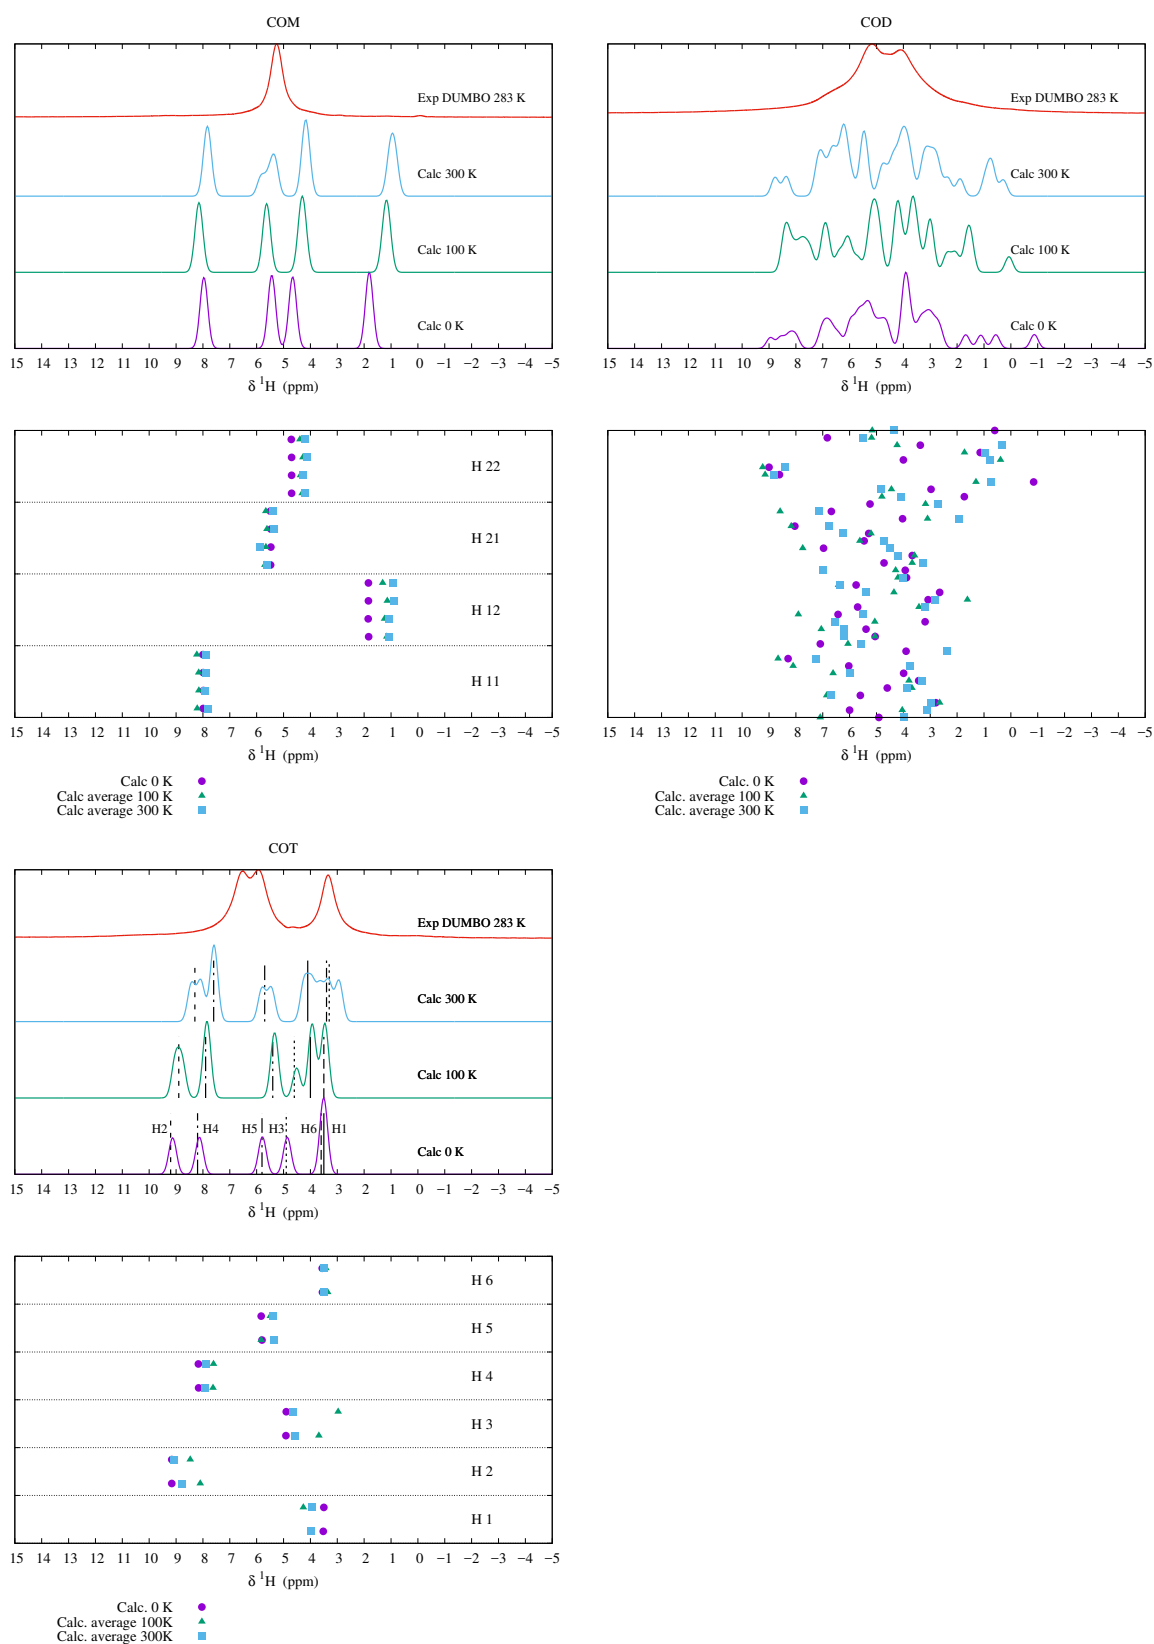 COM
Exp DUMBO 283 K
Calc 300 K
Calc 100 K
Calc 0 K
15 14 13 12 11 10 9 8 7 6 5 4 3 2 1 0 −1 −2 −3 −4 −5
δ ¹H (ppm)
H 22
H 21
H 12
H 11
15 14 13 12 11 10 9 8 7 6 5 4 3 2 1 0 −1 −2 −3 −4 −5
δ ¹H (ppm)
Calc 0 K
Calc average 100 K
Calc average 300 K
COD
Exp DUMBO 283 K
Calc 300 K
Calc 100 K
Calc 0 K
15 14 13 12 11 10 9 8 7 6 5 4 3 2 1 0 −1 −2 −3 −4 −5
δ ¹H (ppm)
15 14 13 12 11 10 9 8 7 6 5 4 3 2 1 0 −1 −2 −3 −4 −5
δ ¹H (ppm)
Calc. 0 K
Calc. average 100 K
Calc. average 300 K
COT
Exp DUMBO 283 K
Calc 300 K
Calc 100 K
H2 H4 H5 H3 H6 H1
Calc 0 K
15 14 13 12 11 10 9 8 7 6 5 4 3 2 1 0 −1 −2 −3 −4 −5
δ ¹H (ppm)
H 6
H 5
H 4
H 3
H 2
H 1
15 14 13 12 11 10 9 8 7 6 5 4 3 2 1 0 −1 −2 −3 −4 −5
δ ¹H (ppm)
Calc. 0 K
Calc. average 100K
Calc. average 300K